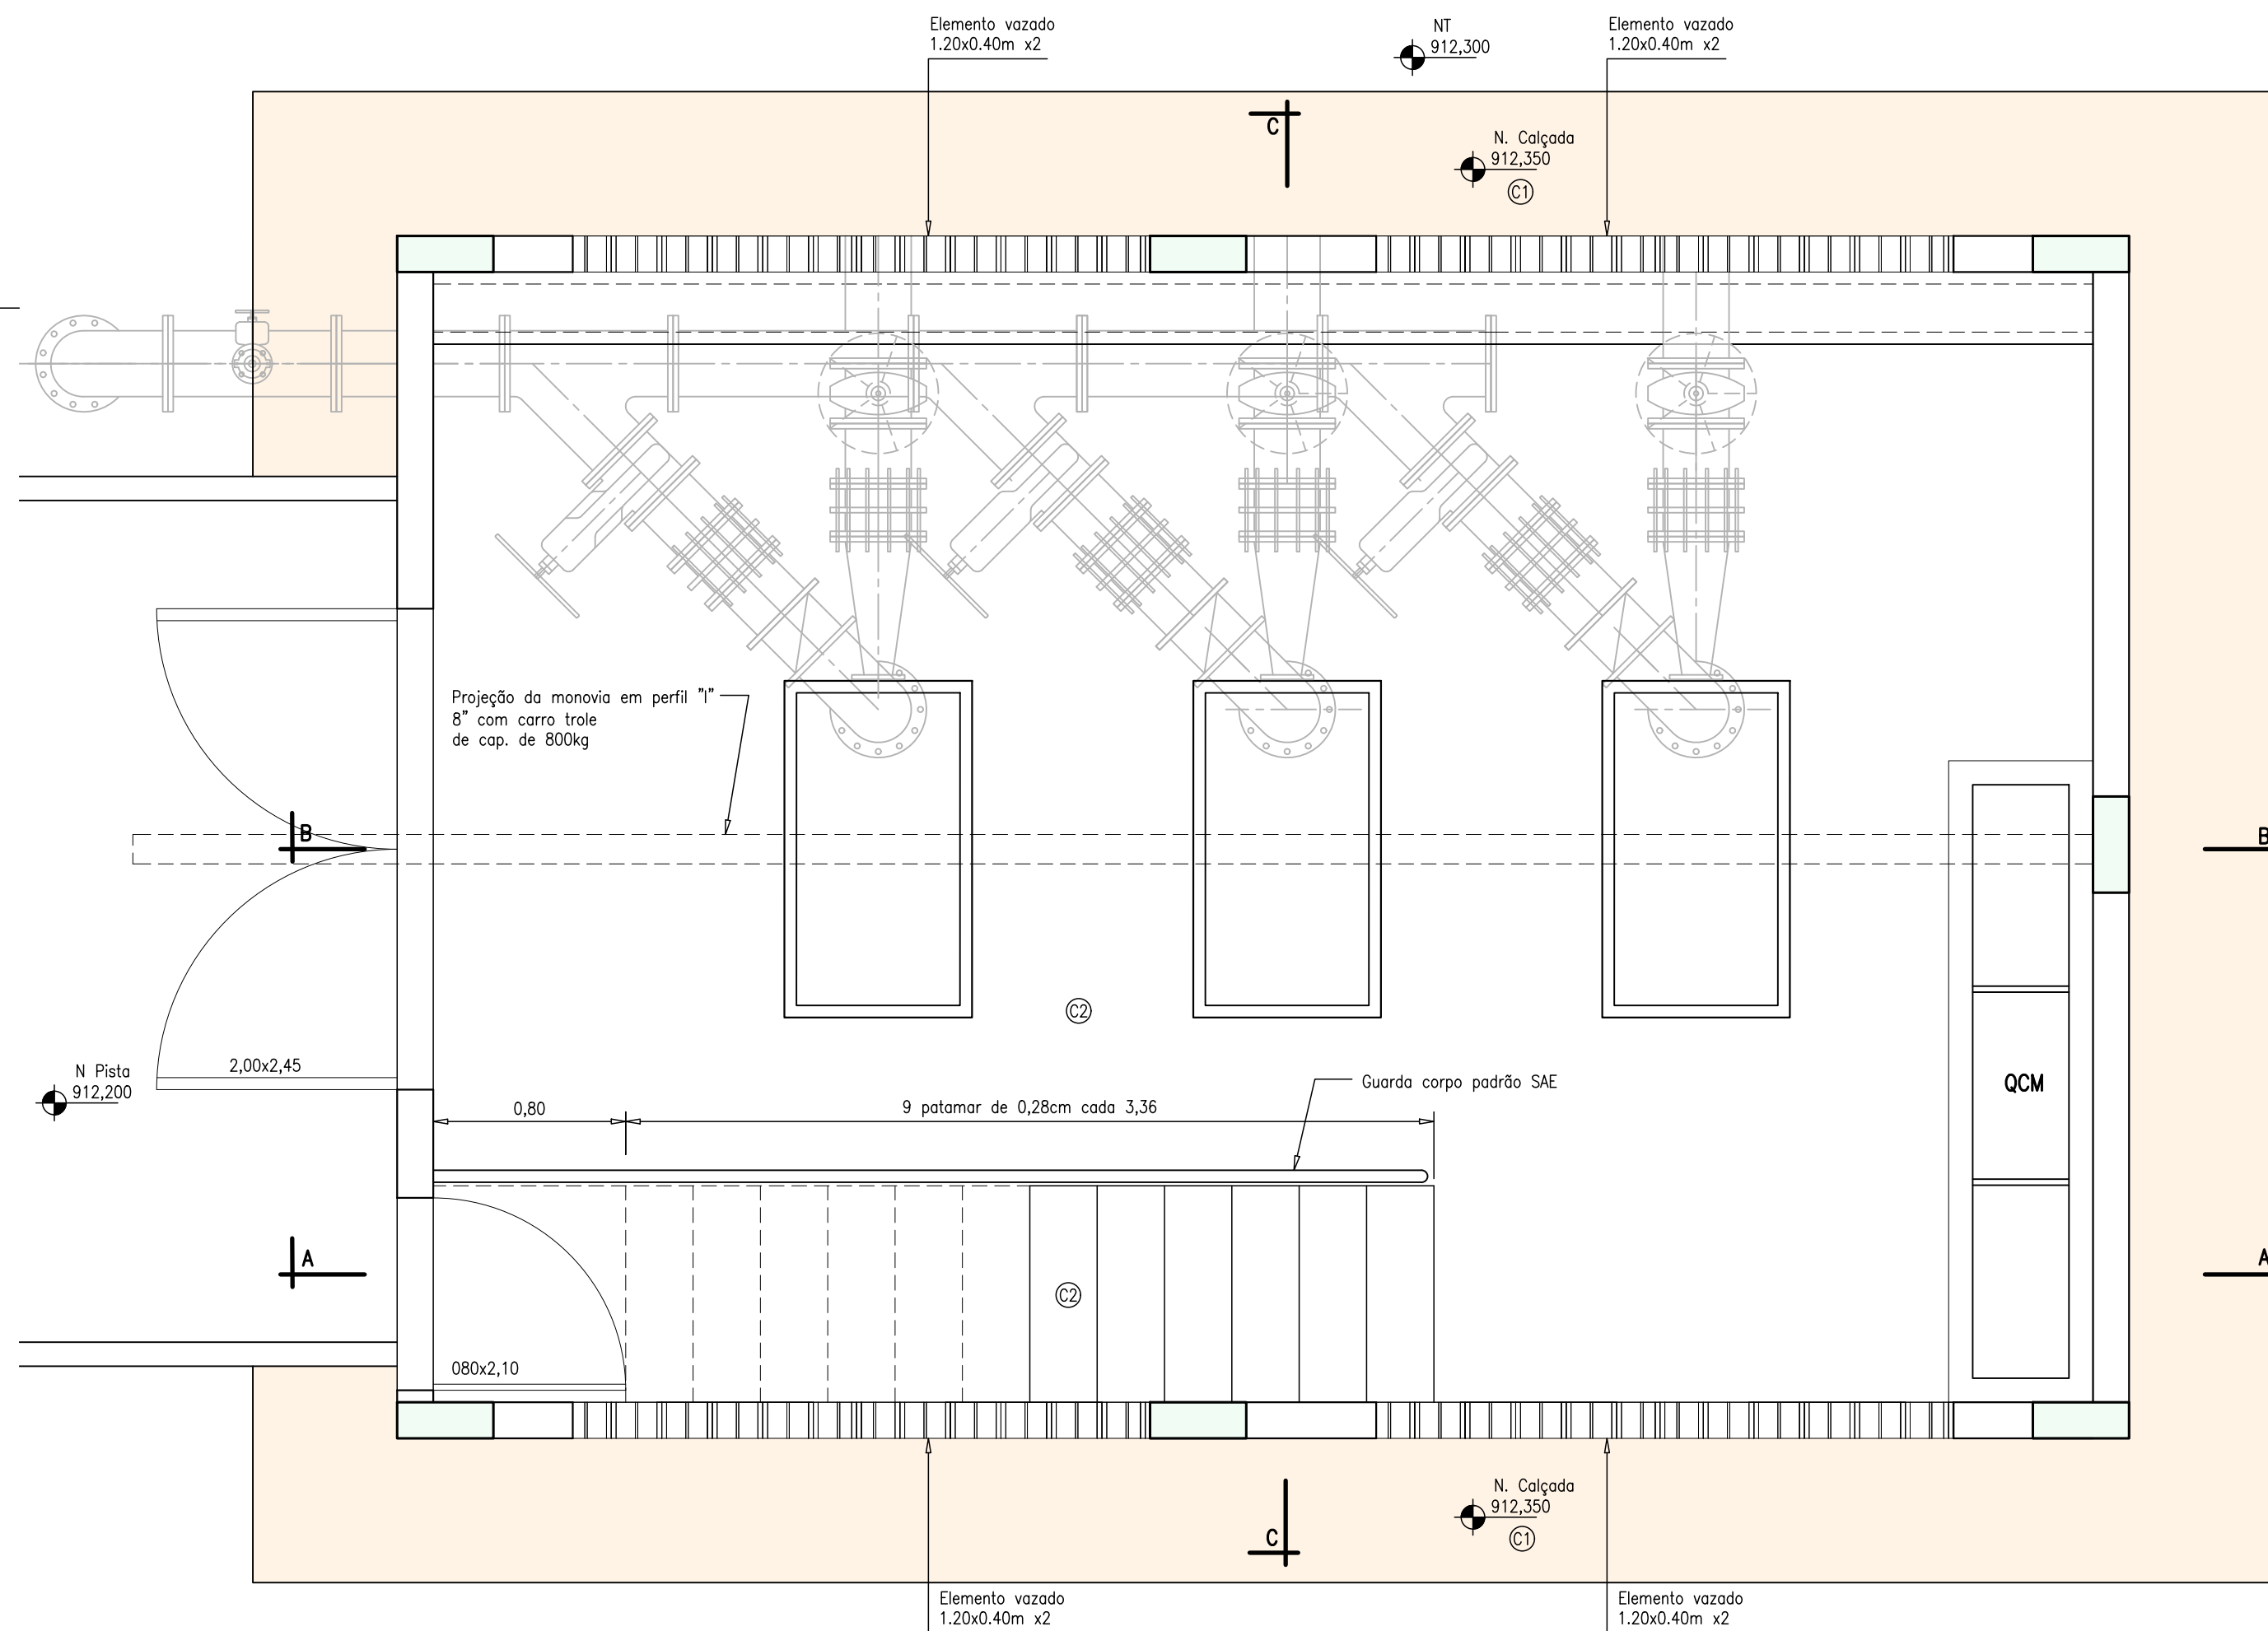 Elemento vazado
1.20x0.40m x2
NT
912,300
Elemento vazado
1.20x0.40m x2
C
N. Calçada
912,350
C1
Projeção da monovia em perfil "I"
8" com carro trole
de cap. de 800kg
B
B
C2
2,00x2,45
N Pista
912,200
QCM
Guarda corpo padrão SAE
0,80
9 patamar de 0,28cm cada 3,36
A
A
C2
080x2,10
N. Calçada
912,350
C1
C
Elemento vazado
1.20x0.40m x2
Elemento vazado
1.20x0.40m x2